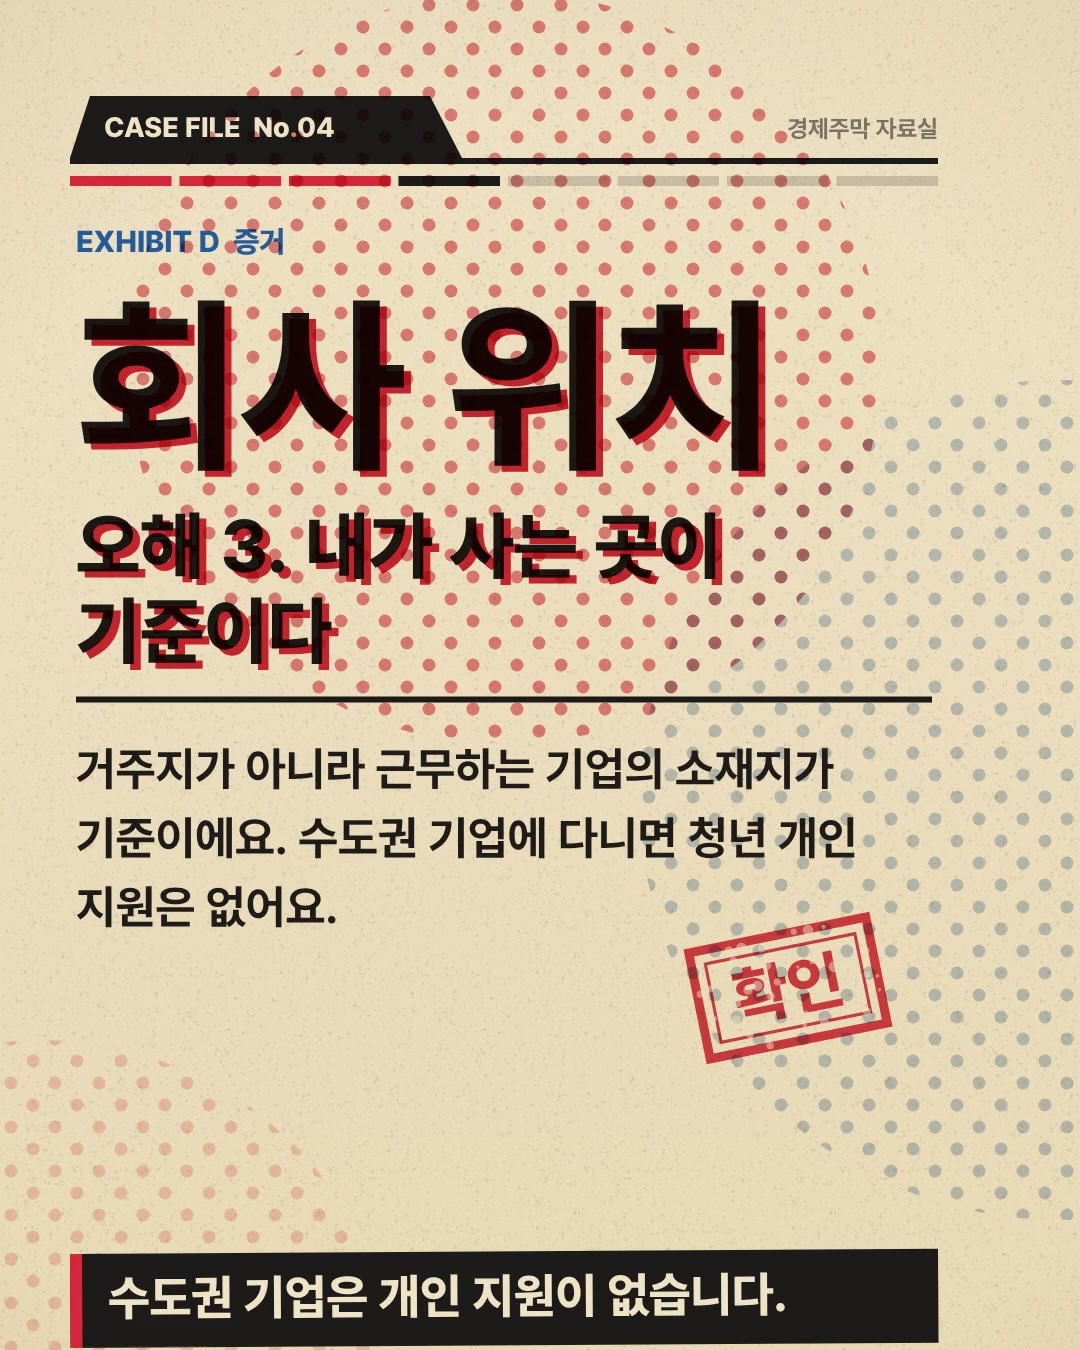 CASE FILE No.04
경제주막 자료실
EXHIBIT D 증거
회사 위치
오해 3. 내가 사는 곳이
기준이다
거주지가 아니라 근무하는 기업의 소재지가
기준이에요. 수도권 기업에 다니면 청년 개인
지원은 없어요.
확인
수도권 기업은 개인 지원이 없습니다.